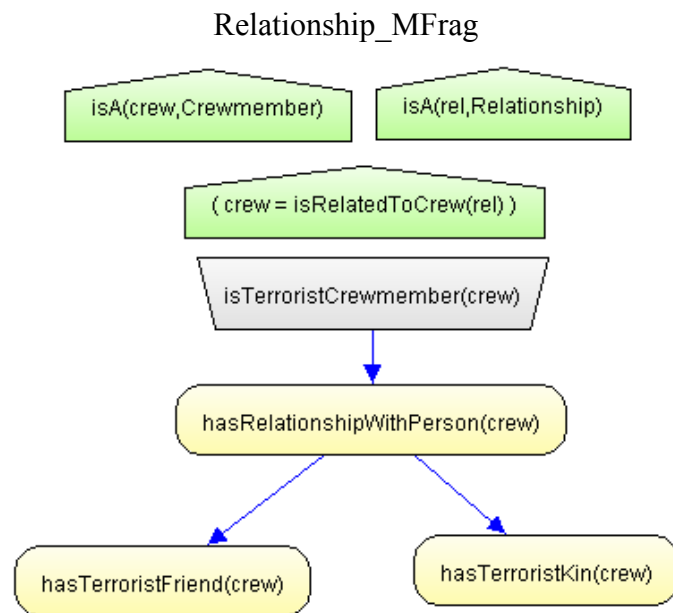 Relationship_MFrag
isA(crew,Crewmember)
isA(rel,Relationship)
( crew = isRelatedToCrew(rel) )
isTerroristCrewmember(crew)
hasRelationshipWithPerson(crew)
hasTerroristFriend(crew)
hasTerroristKin(crew)